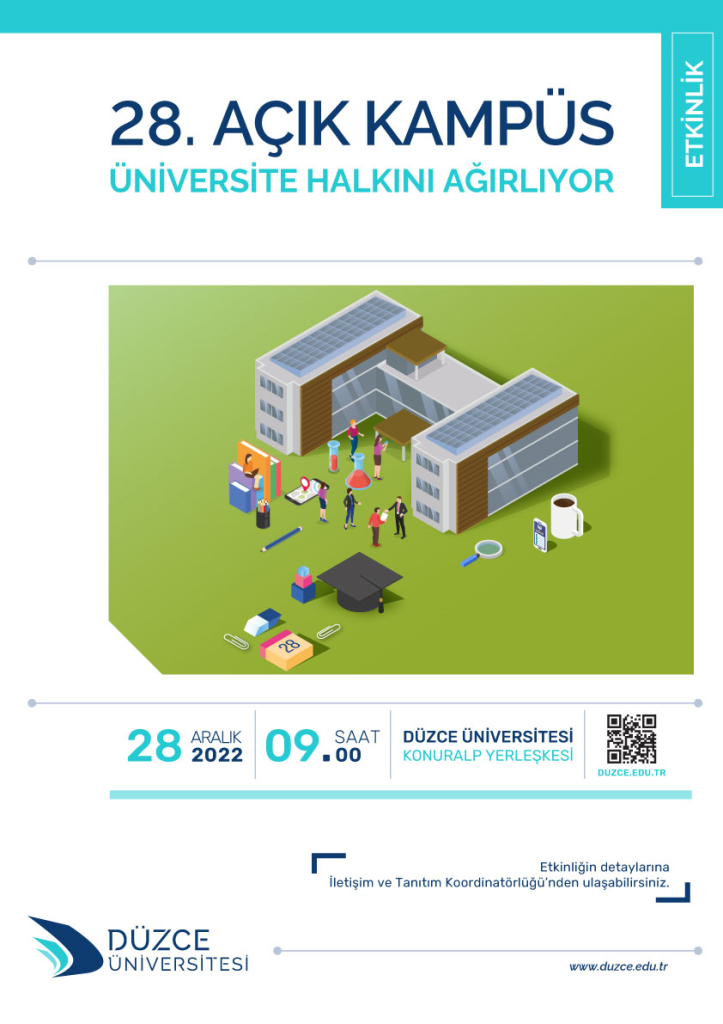 ETKİNLİK
28. AÇIK KAMPÜS
ÜNİVERSİTE HALKINI AĞIRLIYOR
28
28 ARALIK 2022
09.00 SAAT
DÜZCE ÜNİVERSİTESİ
KONURALP YERLEŞKESİ
DUZCE.EDU.TR
Etkinliğin detaylarına
İletişim ve Tanıtım Koordinatörlüğü'nden ulaşabilirsiniz.
DÜZCE
ÜNİVERSİTESİ
www.duzce.edu.tr